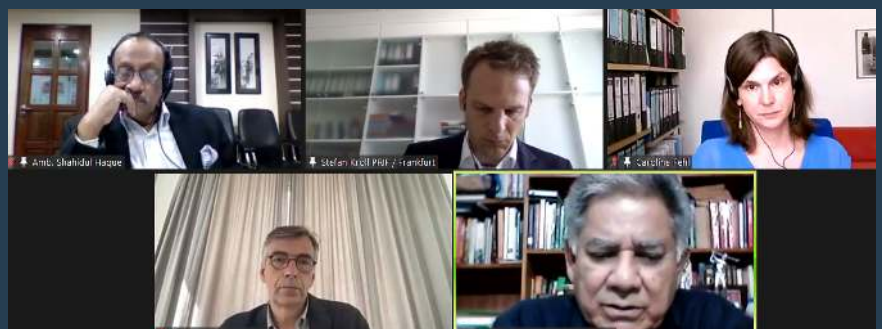 Amb. Shahidul Haque
Stefan Kroll PRIF / Frankfurt
Caroline Fehl